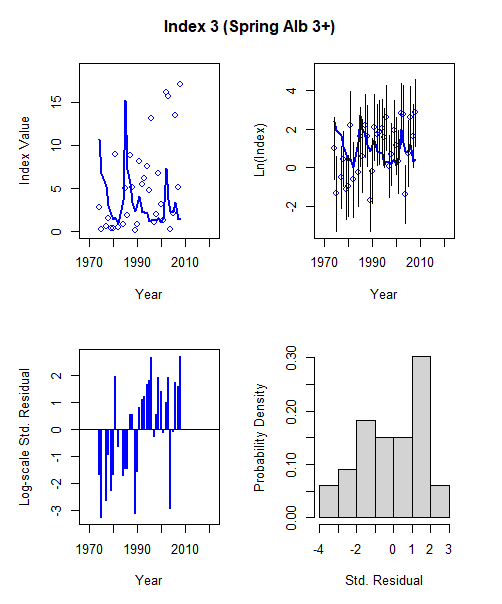 Index 3 (Spring Alb 3+)
Index Value
15
10
5
0
1970 1990 2010
Year
Ln(Index)
4
2
0
-2
1970 1990 2010
Year
Log-scale Std. Residual
2
1
0
-1
-2
-3
1970 1990 2010
Year
Probability Density
0.30
0.20
0.10
0.00
-4 -2 0 1 2 3
Std. Residual